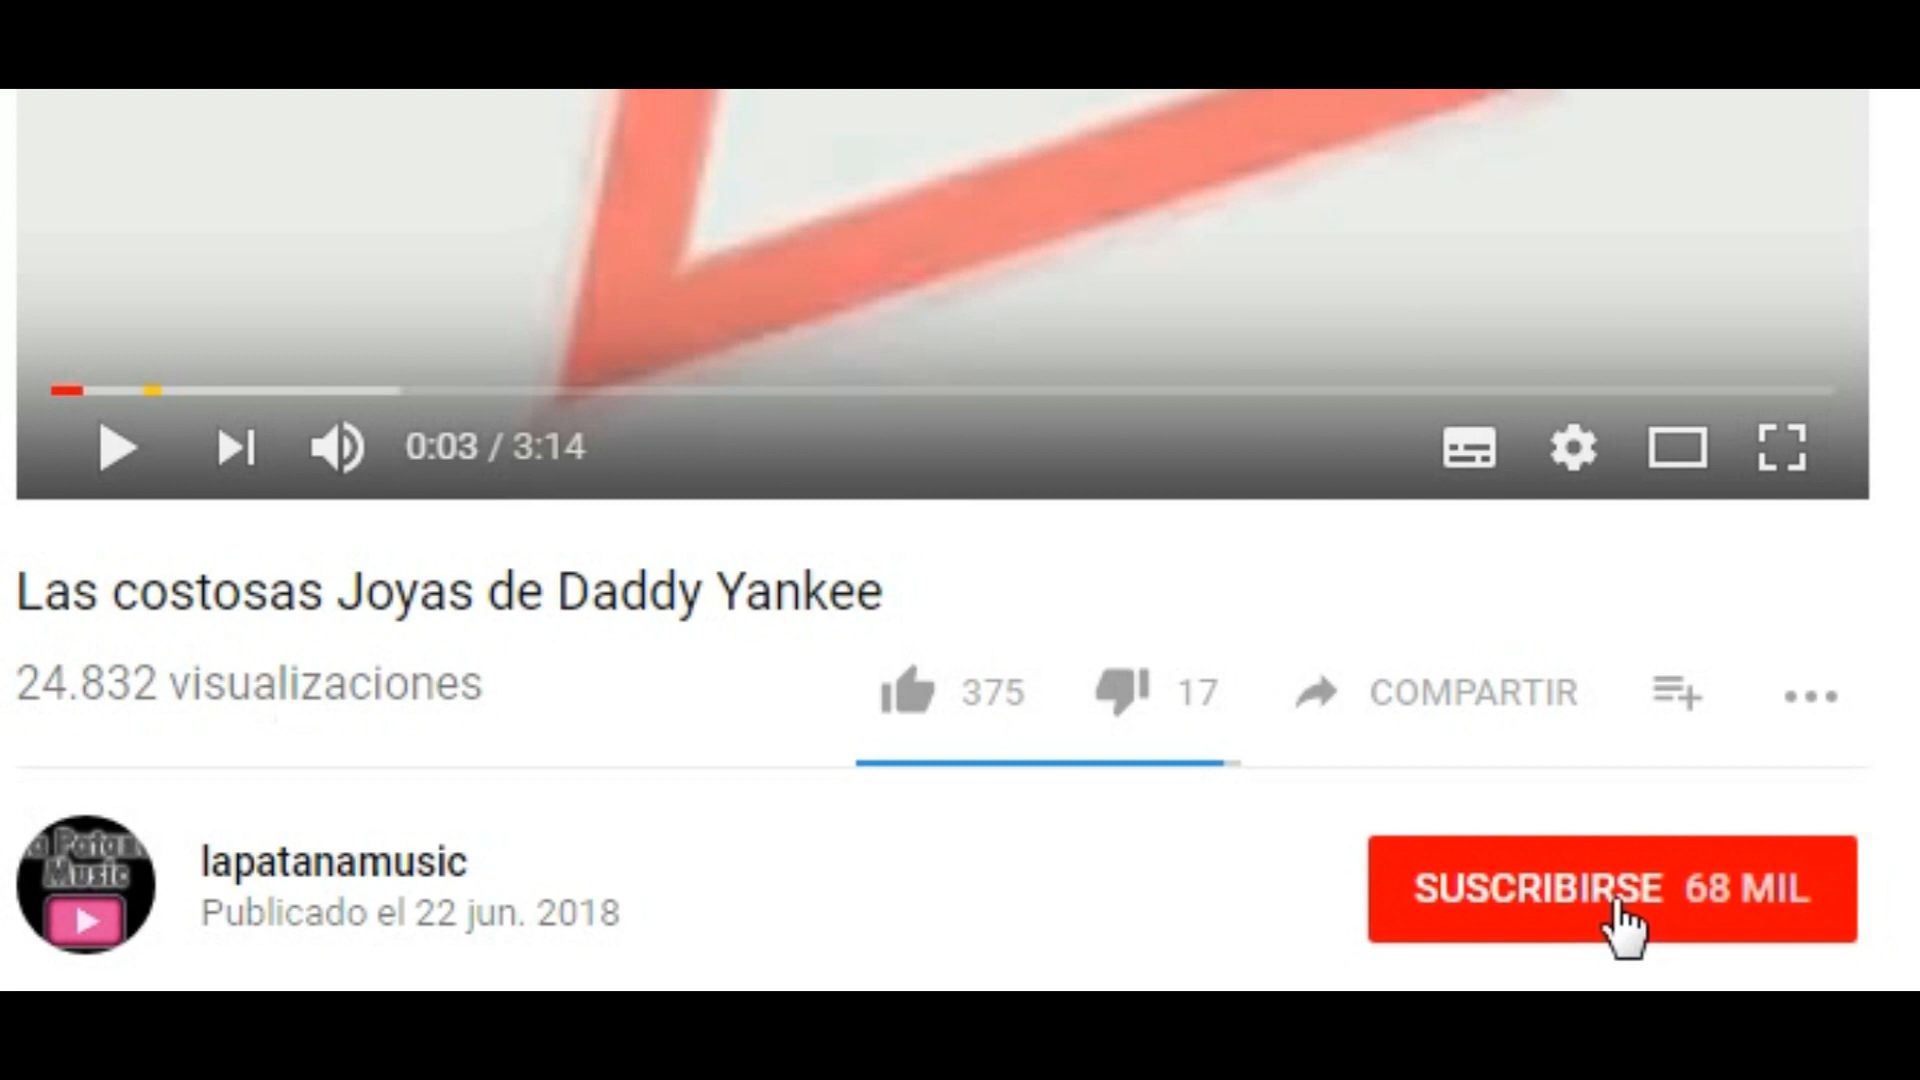 0:03 / 3:14
Las costosas Joyas de Daddy Yankee
24.832 visualizaciones
375
17
COMPARTIR
Music
lapatanamusic
Publicado el 22 jun. 2018
SUSCRIBIRSE 68 MIL